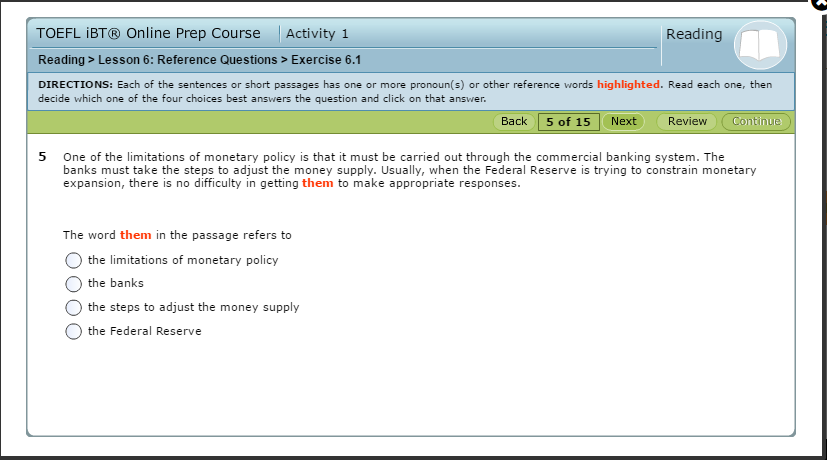 TOEFL iBT® Online Prep Course Activity 1 Reading
Reading > Lesson 6: Reference Questions > Exercise 6.1
DIRECTIONS: Each of the sentences or short passages has one or more pronoun(s) or other reference words highlighted. Read each one, then
decide which one of the four choices best answers the question and click on that answer.
Back 5 of 15 Next Review Continue
5 One of the limitations of monetary policy is that it must be carried out through the commercial banking system. The
banks must take the steps to adjust the money supply. Usually, when the Federal Reserve is trying to constrain monetary
expansion, there is no difficulty in getting them to make appropriate responses.
The word them in the passage refers to
the limitations of monetary policy
the banks
the steps to adjust the money supply
the Federal Reserve